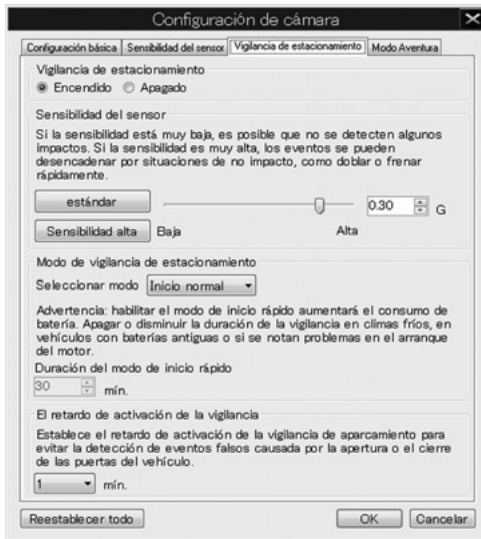 Configuración de cámara
Configuración básica Sensibilidad del sensor Vigilancia de estacionamiento Modo Aventura
Vigilancia de estacionamiento
Encendido Apagado
Sensibilidad del sensor
Si la sensibilidad está muy baja, es posible que no se detecten algunos
impactos. Si la sensibilidad es muy alta, los eventos se pueden
desencadenar por situaciones de no impacto, como doblar o frenar
rápidamente.
estándar 0.30 G
Sensibilidad alta Baja Alta
Modo de vigilancia de estacionamiento
Seleccionar modo Inicio normal
Advertencia: habilitar el modo de inicio rápido aumentará el consumo de
batería. Apagar o disminuir la duración de la vigilancia en climas fríos, en
vehículos con baterías antiguas o si se notan problemas en el arranque
del motor.
Duración del modo de inicio rápido
30 mín.
El retardo de activación de la vigilancia
Establece el retardo de activación de la vigilancia de aparcamiento para
evitar la detección de eventos falsos causada por la apertura o el cierre
de las puertas del vehículo.
1 mín.
Reestablecer todo OK Cancelar